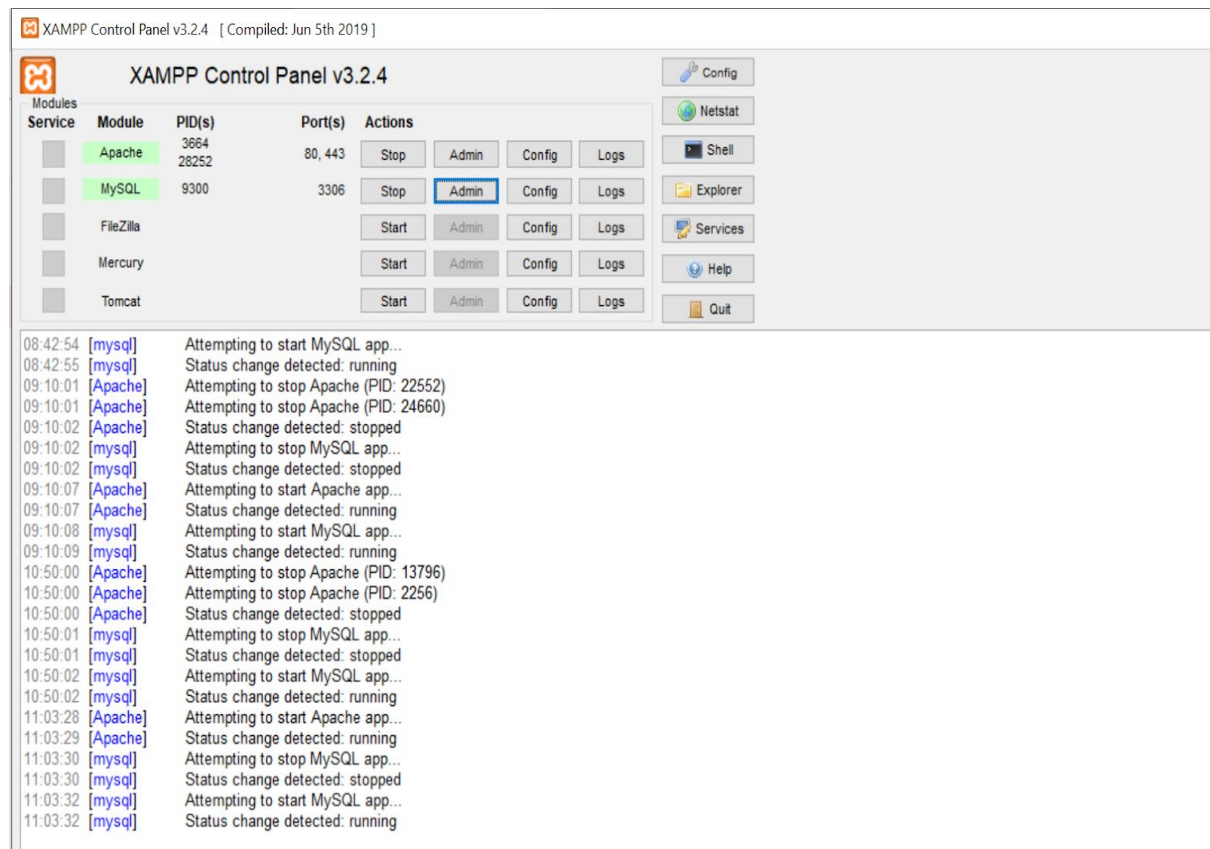 XAMPP Control Panel v3.2.4 [ Compiled: Jun 5th 2019 ]
XAMPP Control Panel v3.2.4
Config
Modules
Service Module PID(s) Port(s) Actions
Netstat
Apache 3664 28252 80, 443 Stop Admin Config Logs
Shell
MySQL 9300 3306 Stop Admin Config Logs
Explorer
FileZilla Start Admin Config Logs
Services
Mercury Start Admin Config Logs
Help
Tomcat Start Admin Config Logs
Quit
08:42:54 [mysql] Attempting to start MySQL app...
08:42:55 [mysql] Status change detected: running
09:10:01 [Apache] Attempting to stop Apache (PID: 22552)
09:10:01 [Apache] Attempting to stop Apache (PID: 24660)
09:10:02 [Apache] Status change detected: stopped
09:10:02 [mysql] Attempting to stop MySQL app...
09:10:02 [mysql] Status change detected: stopped
09:10:07 [Apache] Attempting to start Apache app...
09:10:07 [Apache] Status change detected: running
09:10:08 [mysql] Attempting to start MySQL app...
09:10:09 [mysql] Status change detected: running
10:50:00 [Apache] Attempting to stop Apache (PID: 13796)
10:50:00 [Apache] Attempting to stop Apache (PID: 2256)
10:50:00 [Apache] Status change detected: stopped
10:50:01 [mysql] Attempting to stop MySQL app...
10:50:01 [mysql] Status change detected: stopped
10:50:02 [mysql] Attempting to start MySQL app...
10:50:02 [mysql] Status change detected: running
11:03:28 [Apache] Attempting to start Apache app...
11:03:29 [Apache] Status change detected: running
11:03:30 [mysql] Attempting to stop MySQL app...
11:03:30 [mysql] Status change detected: stopped
11:03:32 [mysql] Attempting to start MySQL app...
11:03:32 [mysql] Status change detected: running